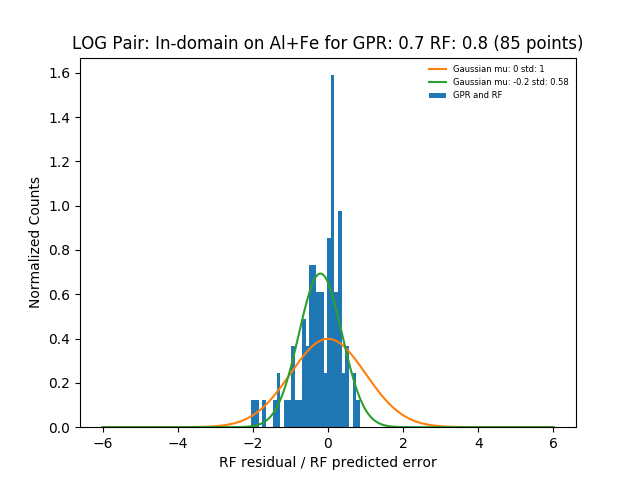 LOG Pair: In-domain on Al+Fe for GPR: 0.7 RF: 0.8 (85 points)
Gaussian mu: 0 std: 1
Gaussian mu: -0.2 std: 0.58
GPR and RF
Normalized Counts
1.6
1.4
1.2
1.0
0.8
0.6
0.4
0.2
0.0
−6 −4 −2 0 2 4 6
RF residual / RF predicted error